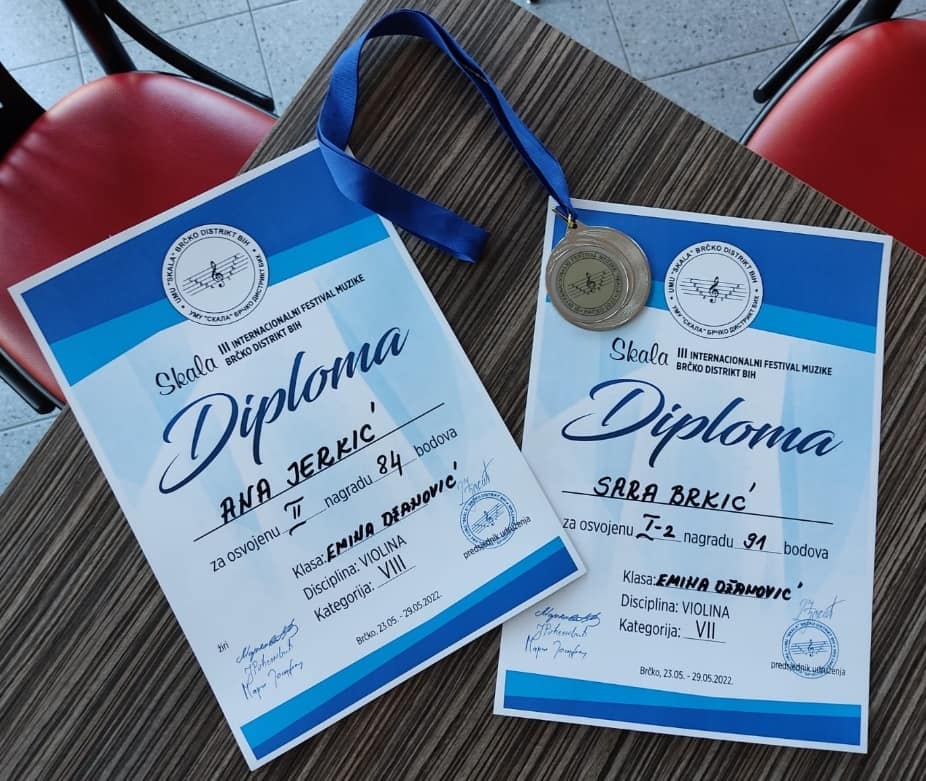 UMU "SKALA" BRČKO DISTRIKT BIH
УМУ "СКАЛА" БРЧКО ДИСТРИКТ БИХ
Skala III INTERNACIONALNI FESTIVAL MUZIKE
BRČKO DISTRIKT BIH
Diploma
ANA JERKIĆ
za osvojenu II nagradu 84 bodova
Klasa: EMINA DŽANOVIĆ
Disciplina: VIOLINA
Kategorija: VIII
predsjednik udruženja
žiri
Brčko, 23.05. - 29.05.2022.
UMU "SKALA" BRČKO DISTRIKT BIH
УМУ "СКАЛА" БРЧКО ДИСТРИКТ БИХ
Skala III INTERNACIONALNI FESTIVAL MUZIKE
BRČKO DISTRIKT BIH
Diploma
SARA BRKIĆ
za osvojenu I-2 nagradu 91 bodova
Klasa: EMINA DŽANOVIĆ
Disciplina: VIOLINA
Kategorija: VII
predsjednik udruženja
Brčko, 23.05. - 29.05.2022.